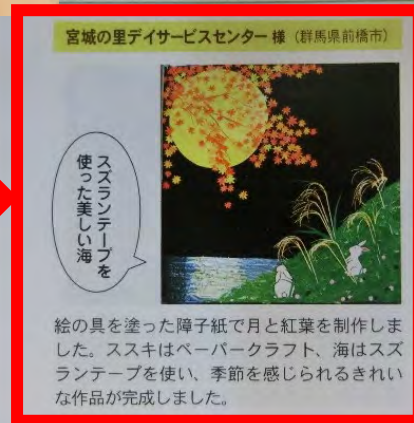 宮城の里デイサービスセンター 様（群馬県前橋市）
スズランテープを
使った美しい海
絵の具を塗った障子紙で月と紅葉を制作しま
した。ススキはペーパークラフト、海はスズ
ランテープを使い、季節を感じられるきれい
な作品が完成しました。